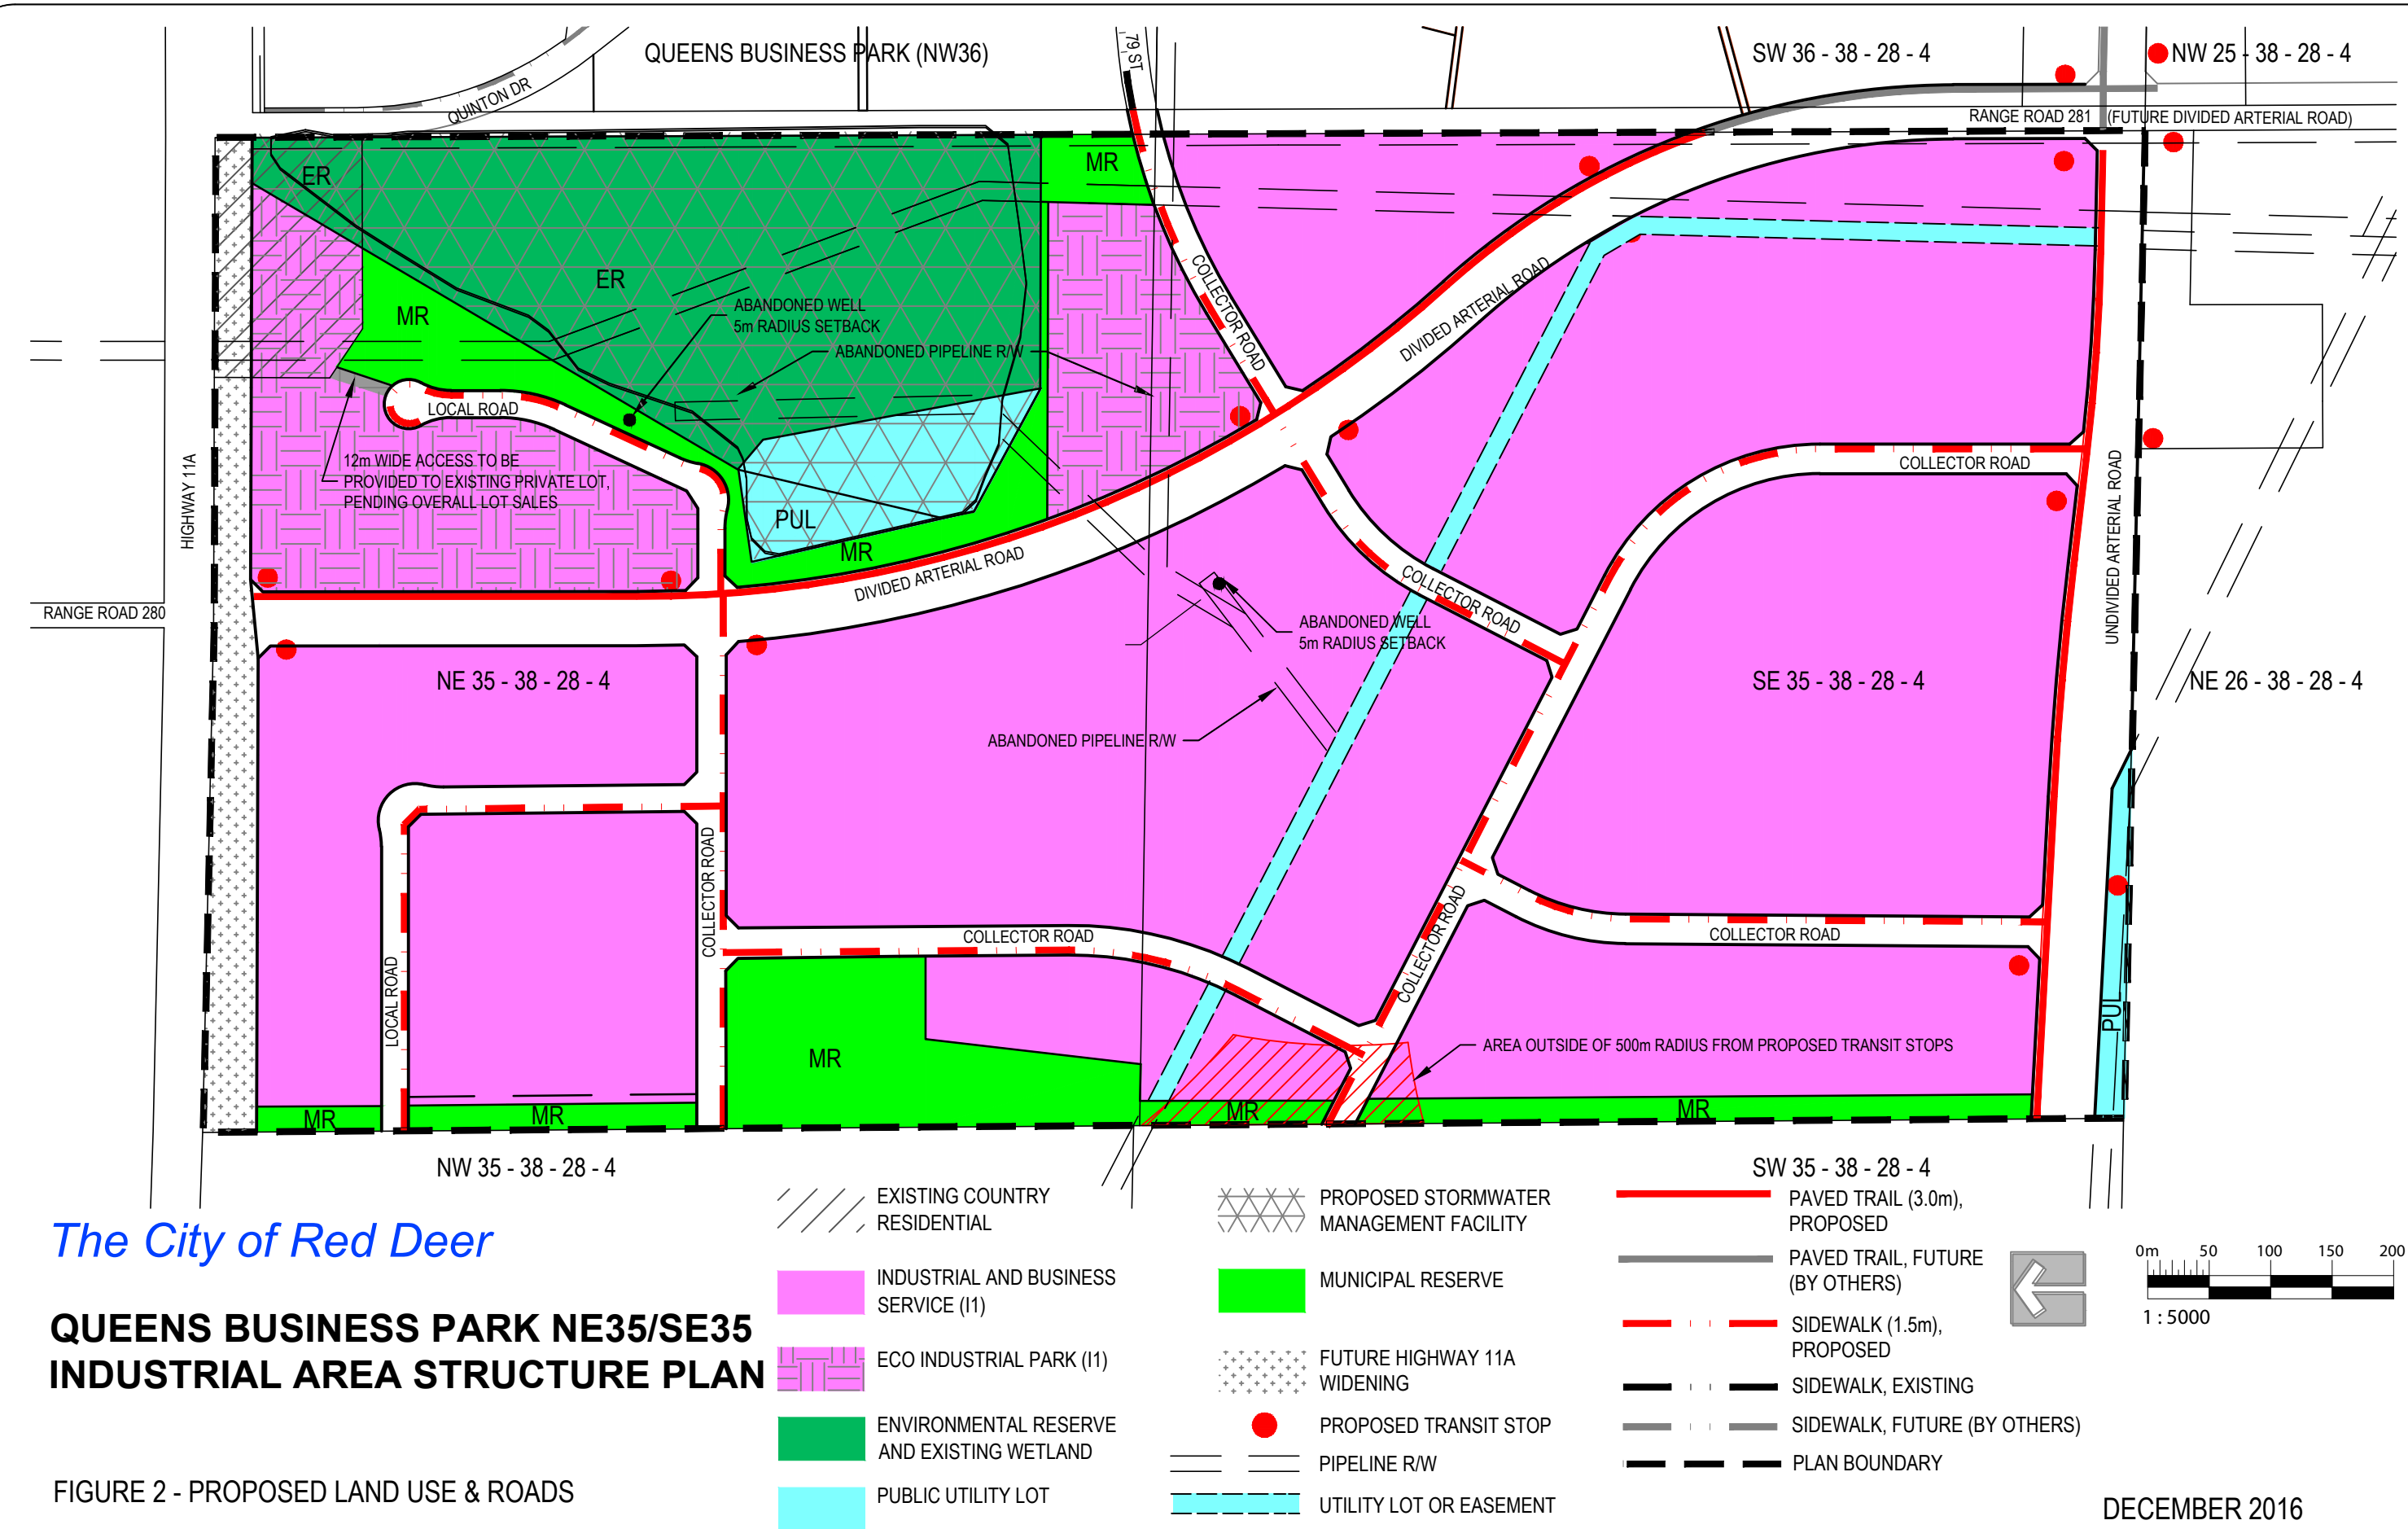 QUEENS BUSINESS PARK (NW36)
79 ST
SW 36 - 38 - 28 - 4
NW 25 - 38 - 28 - 4
QUINTON DR
RANGE ROAD 281
(FUTURE DIVIDED ARTERIAL ROAD)
ER
MR
ER
COLLECTOR ROAD
DIVIDED ARTERIAL ROAD
MR
ABANDONED WELL
5m RADIUS SETBACK
ABANDONED PIPELINE R/W
LOCAL ROAD
12m WIDE ACCESS TO BE
PROVIDED TO EXISTING PRIVATE LOT,
PENDING OVERALL LOT SALES
HIGHWAY 11A
COLLECTOR ROAD
UNDIVIDED ARTERIAL ROAD
PUL
MR
DIVIDED ARTERIAL ROAD
COLLECTOR ROAD
RANGE ROAD 280
ABANDONED WELL
5m RADIUS SETBACK
NE 35 - 38 - 28 - 4
SE 35 - 38 - 28 - 4
NE 26 - 38 - 28 - 4
ABANDONED PIPELINE R/W
COLLECTOR ROAD
COLLECTOR ROAD
COLLECTOR ROAD
COLLECTOR ROAD
LOCAL ROAD
PUL
AREA OUTSIDE OF 500m RADIUS FROM PROPOSED TRANSIT STOPS
MR
MR
MR
MR
MR
NW 35 - 38 - 28 - 4
SW 35 - 38 - 28 - 4
The City of Red Deer
QUEENS BUSINESS PARK NE35/SE35
INDUSTRIAL AREA STRUCTURE PLAN
FIGURE 2 - PROPOSED LAND USE & ROADS
EXISTING COUNTRY
RESIDENTIAL
INDUSTRIAL AND BUSINESS
SERVICE (I1)
ECO INDUSTRIAL PARK (I1)
ENVIRONMENTAL RESERVE
AND EXISTING WETLAND
PUBLIC UTILITY LOT
PROPOSED STORMWATER
MANAGEMENT FACILITY
MUNICIPAL RESERVE
FUTURE HIGHWAY 11A
WIDENING
PROPOSED TRANSIT STOP
PIPELINE R/W
UTILITY LOT OR EASEMENT
PAVED TRAIL (3.0m),
PROPOSED
PAVED TRAIL, FUTURE
(BY OTHERS)
SIDEWALK (1.5m),
PROPOSED
SIDEWALK, EXISTING
SIDEWALK, FUTURE (BY OTHERS)
PLAN BOUNDARY
0m 50 100 150 200
1 : 5000
DECEMBER 2016